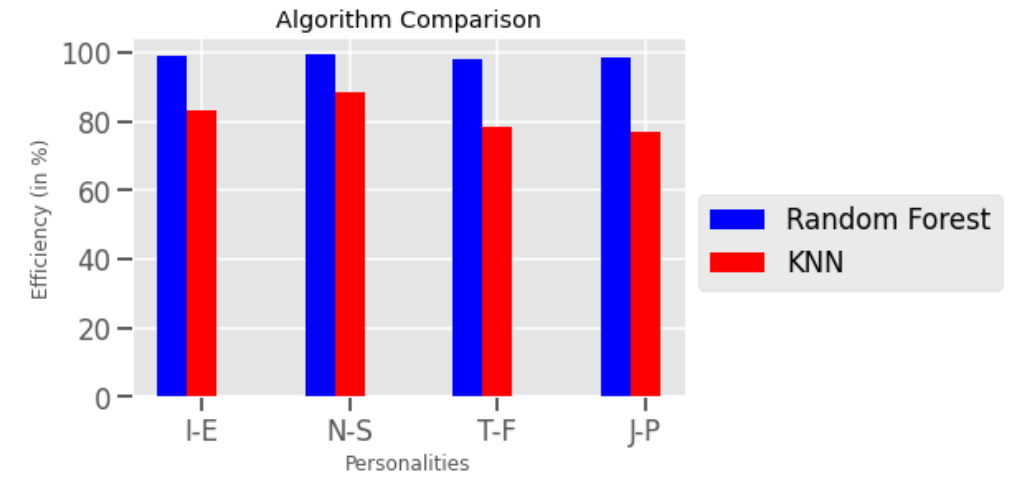 Algorithm Comparison
100
80
60
40
20
0
Efficiency (in %)
I-E N-S T-F J-P
Personalities
Random Forest
KNN